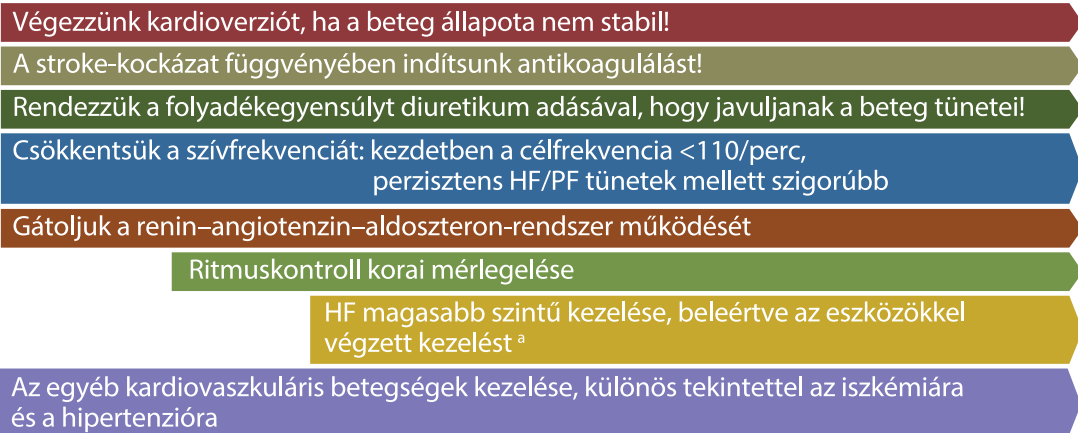 Végezzünk kardioverziót, ha a beteg állapota nem stabil!
A stroke-kockázat függvényében indítsunk antikoagulálást!
Rendezzük a folyadékegyensúlyt diuretikum adásával, hogy javuljanak a beteg tünetei!
Csökkentsük a szívfrekvenciát: kezdetben a célfrekvencia <110/perc,
perzisztens HF/PF tünetek mellett szigorúbb
Gátoljuk a renin–angiotenzin–aldoszteron-rendszer működését
Ritmuskontroll korai mérlegelése
HF magasabb szintű kezelése, beleértve az eszközökkel
végzett kezelést ᵃ
Az egyéb kardiovaszkuláris betegségek kezelése, különös tekintettel az iszkémiára
és a hipertenzióra